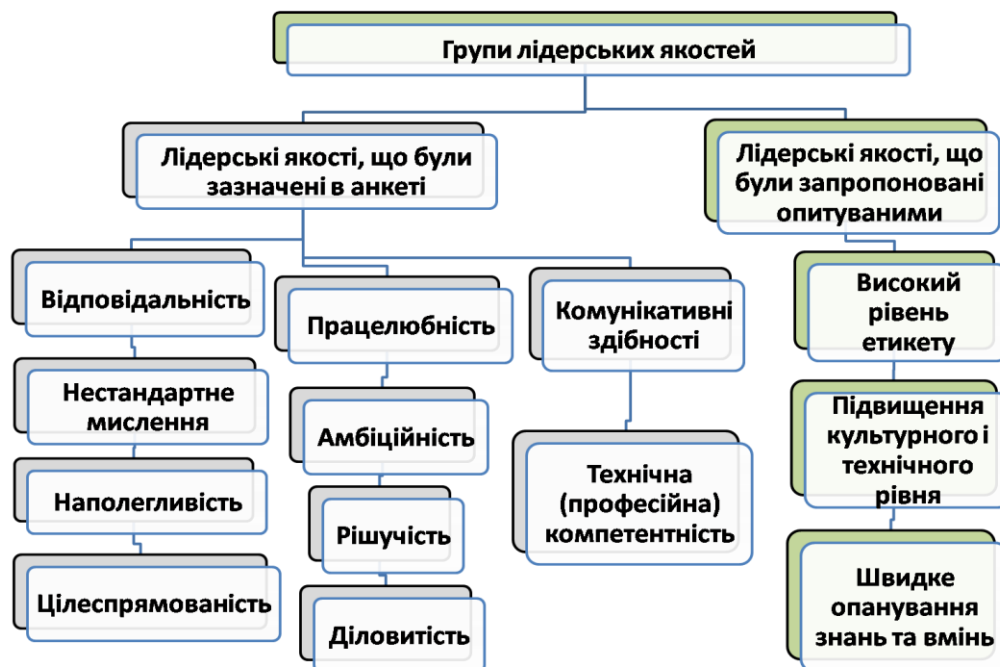 Групи лідерських якостей
Лідерські якості, що були
зазначені в анкеті
Лідерські якості, що
були запропоновані
опитуваними
Відповідальність
Нестандартне
мислення
Наполегливість
Цілеспрямованість
Працелюбність
Амбіційність
Рішучість
Діловитість
Комунікативні
здібності
Технічна
(професійна)
компетентність
Високий
рівень
етикету
Підвищення
культурного і
технічного
рівня
Швидке
опанування
знань та вмінь